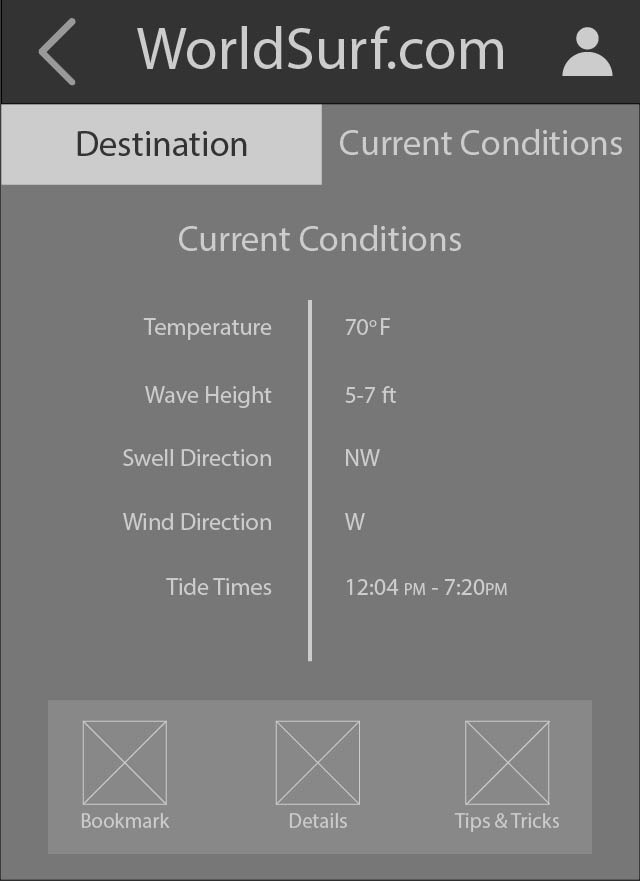 WorldSurf.com
Destination
Current Conditions
Current Conditions
Temperature 70°F
Wave Height 5-7 ft
Swell Direction NW
Wind Direction W
Tide Times 12:04 PM - 7:20PM
Bookmark Details Tips & Tricks